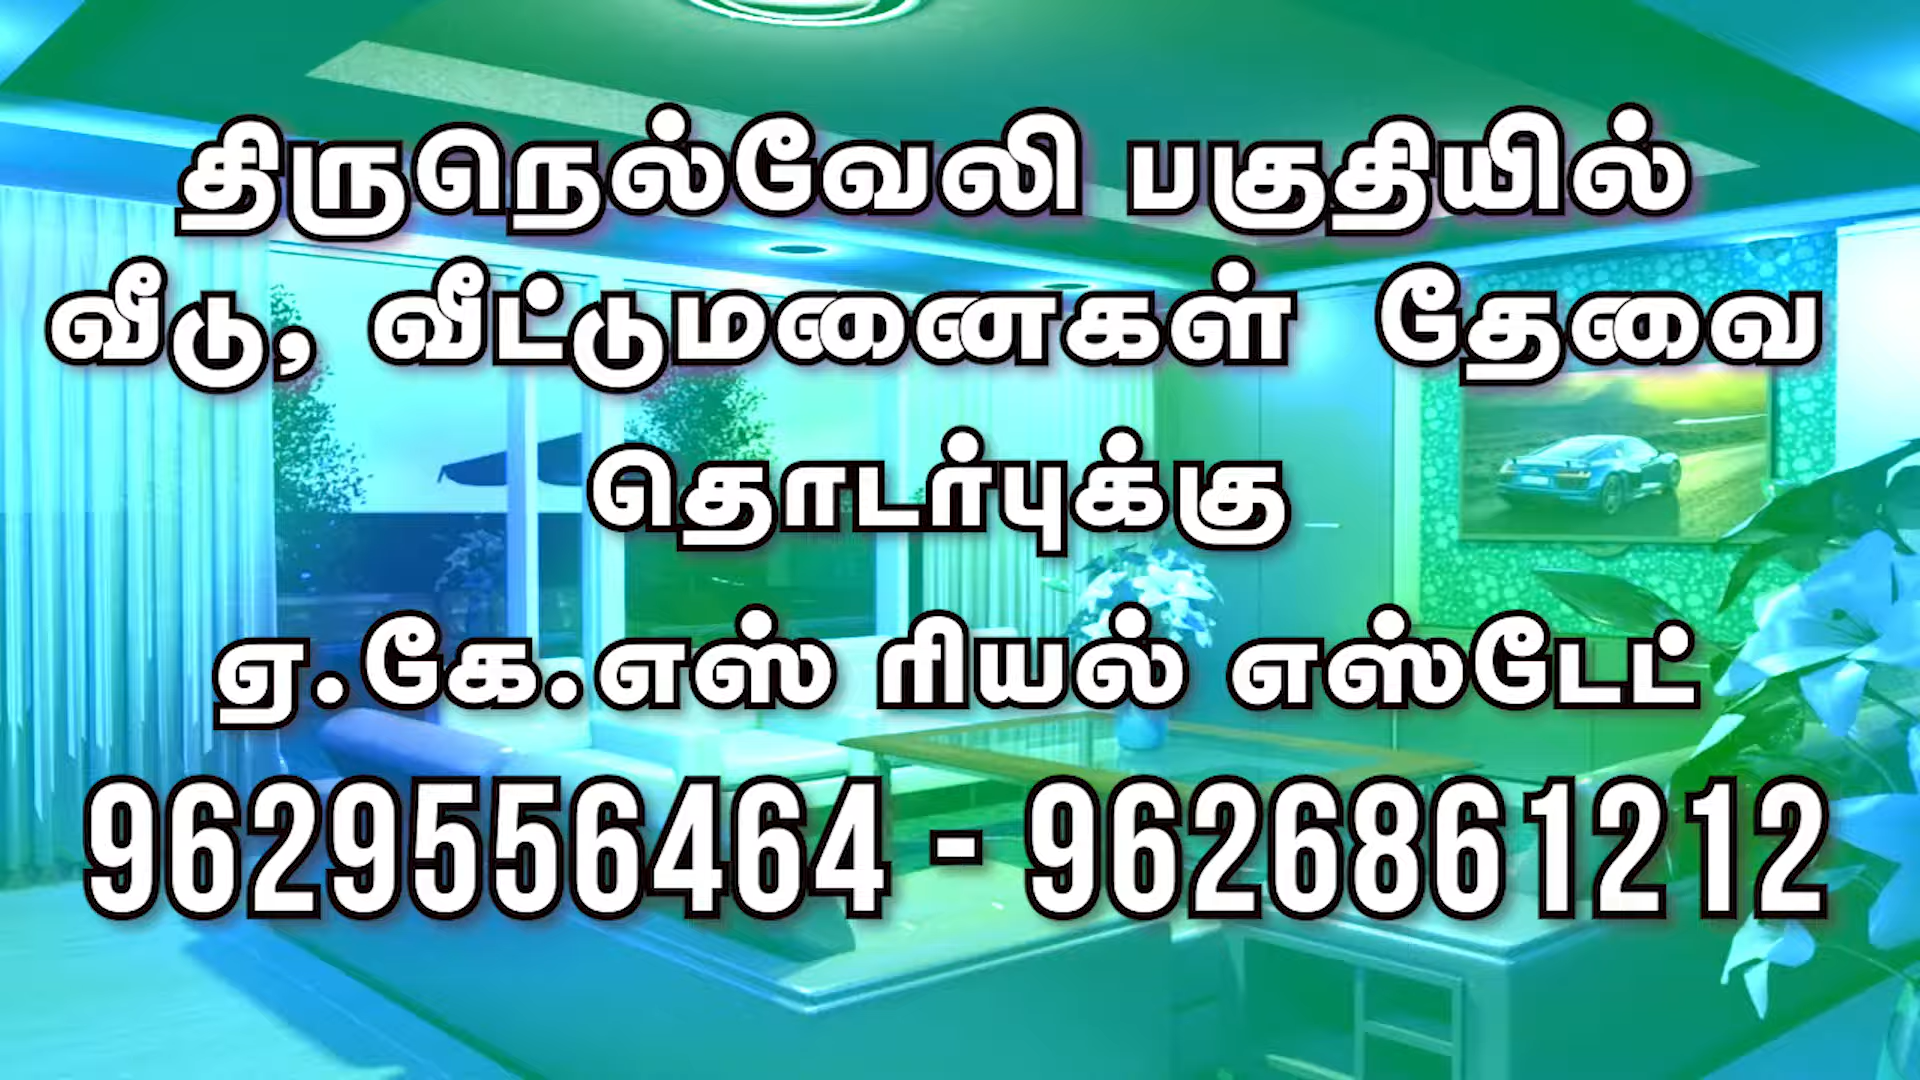 திருநெல்வேலி பகுதியில்
வீடு, வீட்டுமனைகள் தேவை
தொடர்புக்கு
ஏ.கே.எஸ் ரியல் எஸ்டேட்
9629556464 - 9626861212